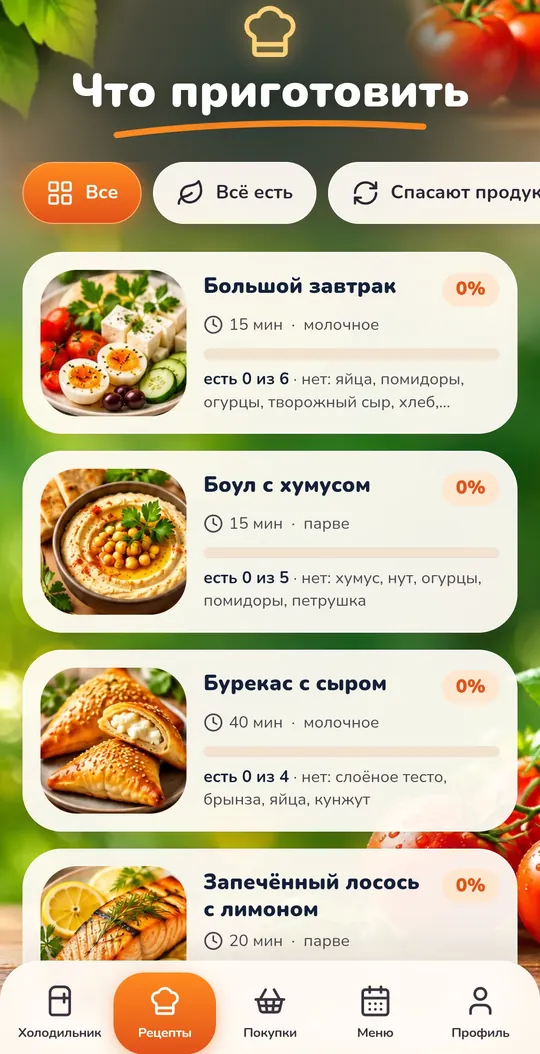 Что приготовить
Все
Всё есть
Спасают продук
Большой завтрак
0%
15 мин · молочное
есть 0 из 6 · нет: яйца, помидоры,
огурцы, творожный сыр, хлеб,...
Боул с хумусом
0%
15 мин · парве
есть 0 из 5 · нет: хумус, нут, огурцы,
помидоры, петрушка
Бурекас с сыром
0%
40 мин · молочное
есть 0 из 4 · нет: слоёное тесто,
брынза, яйца, кунжут
Запечённый лосось
с лимоном
0%
20 мин · парве
Холодильник
Рецепты
Покупки
Меню
Профиль